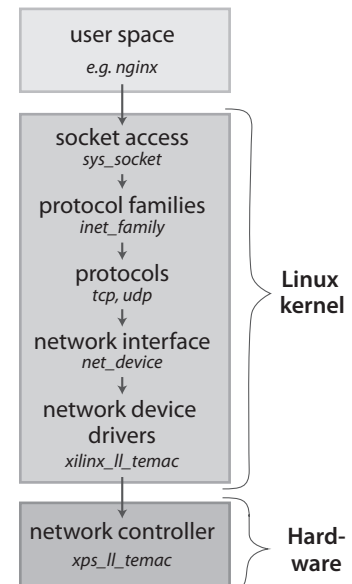 user space
e.g. nginx
socket access
sys_socket
protocol families
inet_family
protocols
tcp, udp
network interface
net_device
network device
drivers
xilinx_ll_temac
Linux
kernel
network controller
xps_ll_temac
Hard-
ware